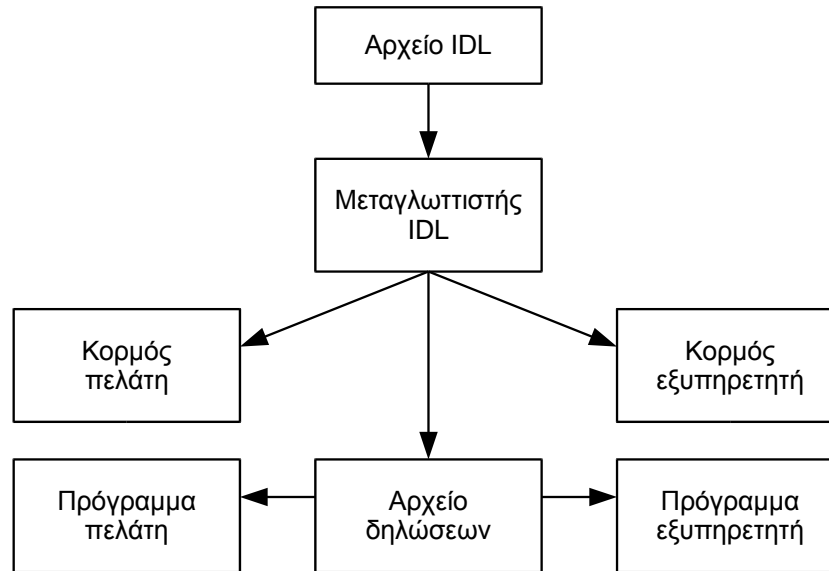 Αρχείο IDL
Μεταγλωττιστής
IDL
Κορμός
πελάτη
Κορμός
εξυπηρετητή
Πρόγραμμα
πελάτη
Αρχείο
δηλώσεων
Πρόγραμμα
εξυπηρετητή